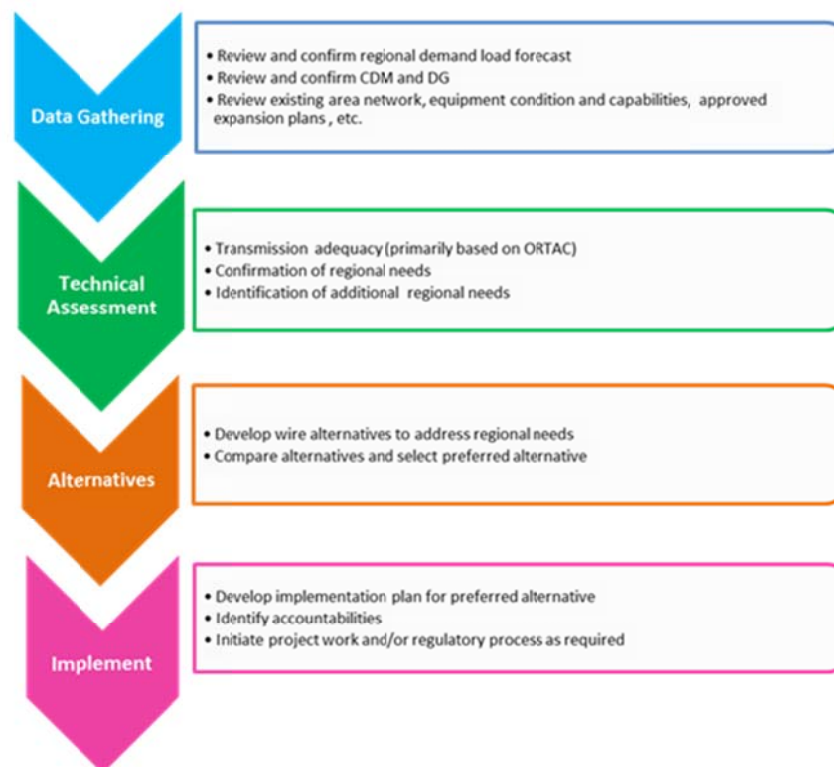 Data Gathering
• Review and confirm regional demand load forecast
• Review and confirm CDM and DG
• Review existing area network, equipment condition and capabilities, approved
expansion plans , etc.
Technical
Assessment
• Transmission adequacy (primarily based on ORTAC)
• Confirmation of regional needs
• Identification of additional regional needs
Alternatives
• Develop wire alternatives to address regional needs
• Compare alternatives and select preferred alternative
Implement
• Develop implementation plan for preferred alternative
• Identify accountabilities
• Initiate project work and/or regulatory process as required